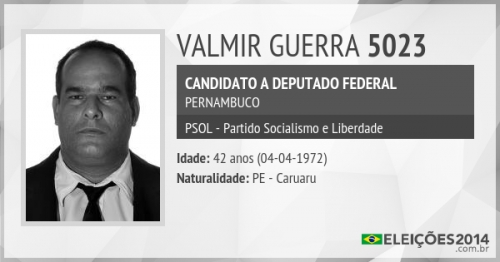 VALMIR GUERRA 5023
CANDIDATO A DEPUTADO FEDERAL
PERNAMBUCO
PSOL - Partido Socialismo e Liberdade
Idade: 42 anos (04-04-1972)
Naturalidade: PE - Caruaru
ELEIÇÕES2014
.com.br